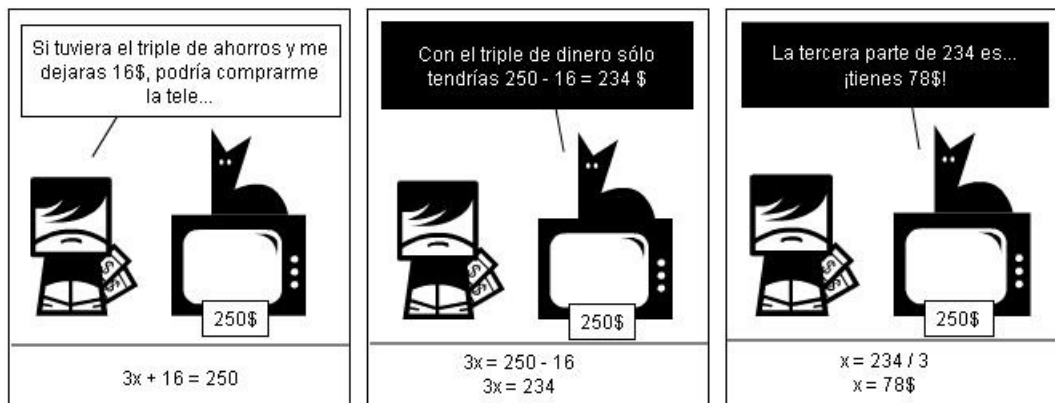 Si tuviera el triple de ahorros y me
dejaras 16$, podría comprarme
la tele...
250$
3x + 16 = 250
Con el triple de dinero sólo
tendrías 250 - 16 = 234 $
250$
3x = 250 - 16
3x = 234
La tercera parte de 234 es...
¡tienes 78$!
250$
x = 234 / 3
x = 78$